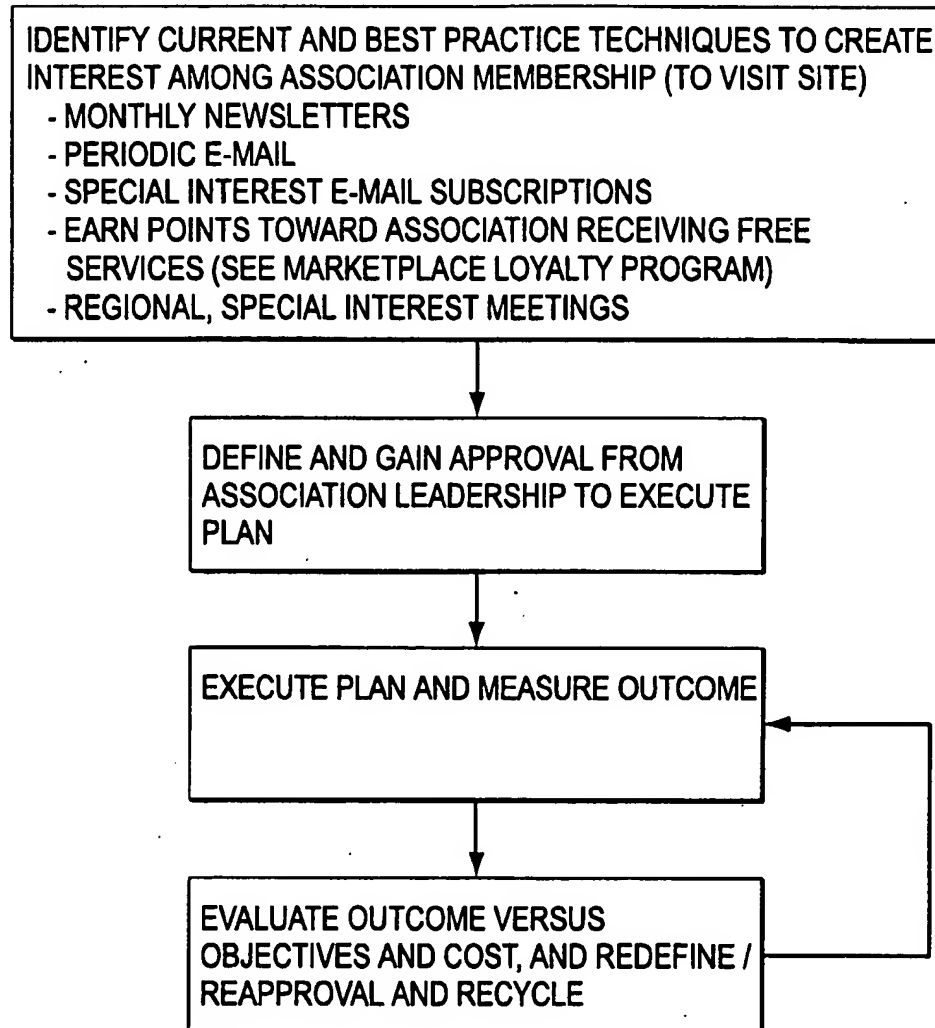 IDENTIFY CURRENT AND BEST PRACTICE TECHNIQUES TO CREATE
INTEREST AMONG ASSOCIATION MEMBERSHIP (TO VISIT SITE)
- MONTHLY NEWSLETTERS
- PERIODIC E-MAIL
- SPECIAL INTEREST E-MAIL SUBSCRIPTIONS
- EARN POINTS TOWARD ASSOCIATION RECEIVING FREE
SERVICES (SEE MARKETPLACE LOYALTY PROGRAM)
- REGIONAL, SPECIAL INTEREST MEETINGS
DEFINE AND GAIN APPROVAL FROM
ASSOCIATION LEADERSHIP TO EXECUTE
PLAN
EXECUTE PLAN AND MEASURE OUTCOME
EVALUATE OUTCOME VERSUS
OBJECTIVES AND COST, AND REDEFINE /
REAPPROVAL AND RECYCLE